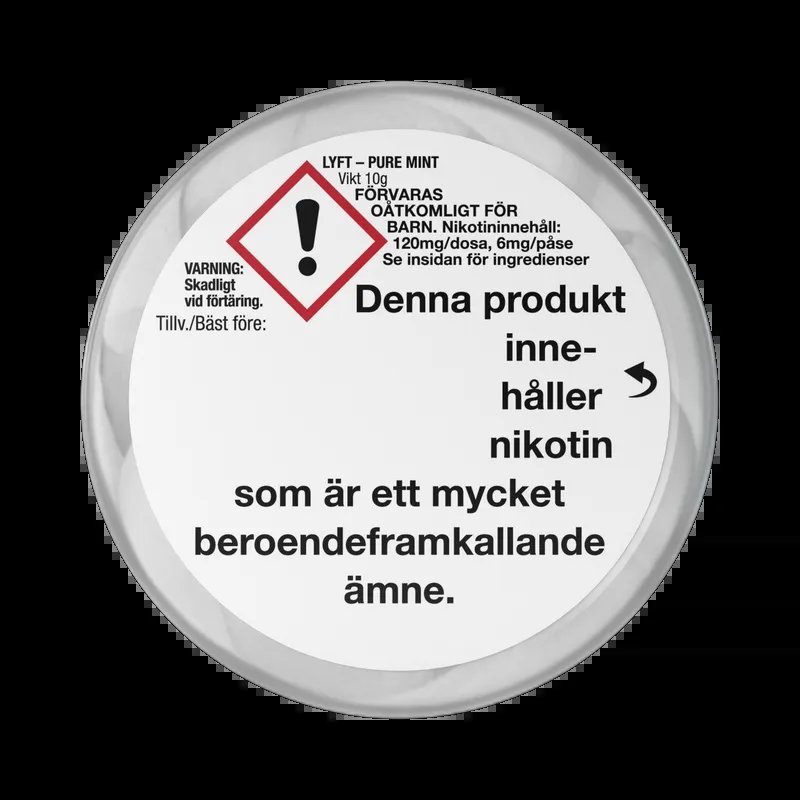 LYFT – PURE MINT
Vikt 10g
FÖRVARAS
OÅTKOMLIGT FÖR
BARN. Nikotininnehåll:
120mg/dosa, 6mg/påse
Se insidan för ingredienser
VARNING:
Skadligt
vid förtäring.
Tillv./Bäst före:
Denna produkt
inne-
håller
nikotin
som är ett mycket
beroendeframkallande
ämne.